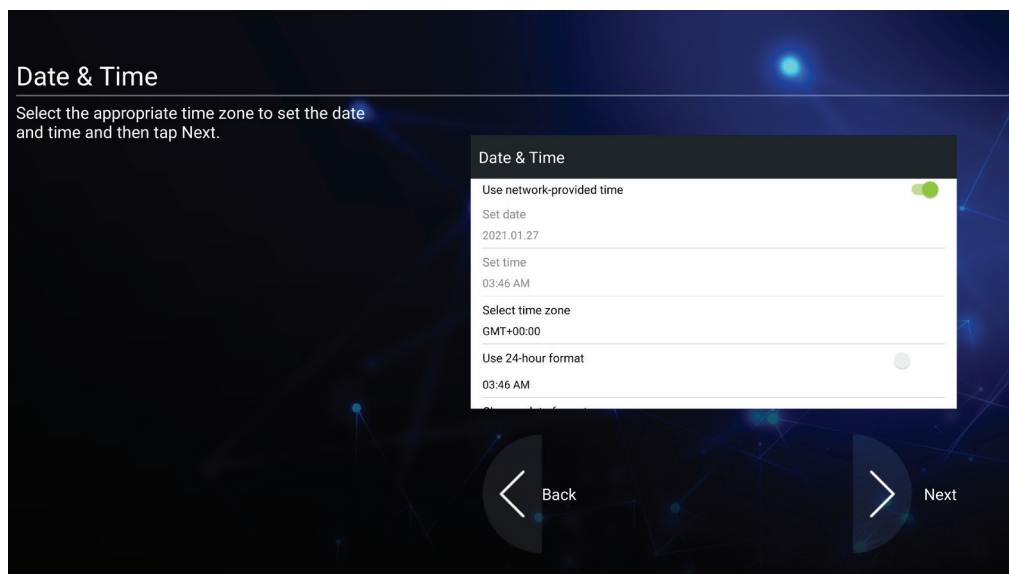 Date & Time
Select the appropriate time zone to set the date
and time and then tap Next.
Date & Time
Use network-provided time
Set date
2021.01.27
Set time
03:46 AM
Select time zone
GMT+00:00
Use 24-hour format
03:46 AM
Back
Next